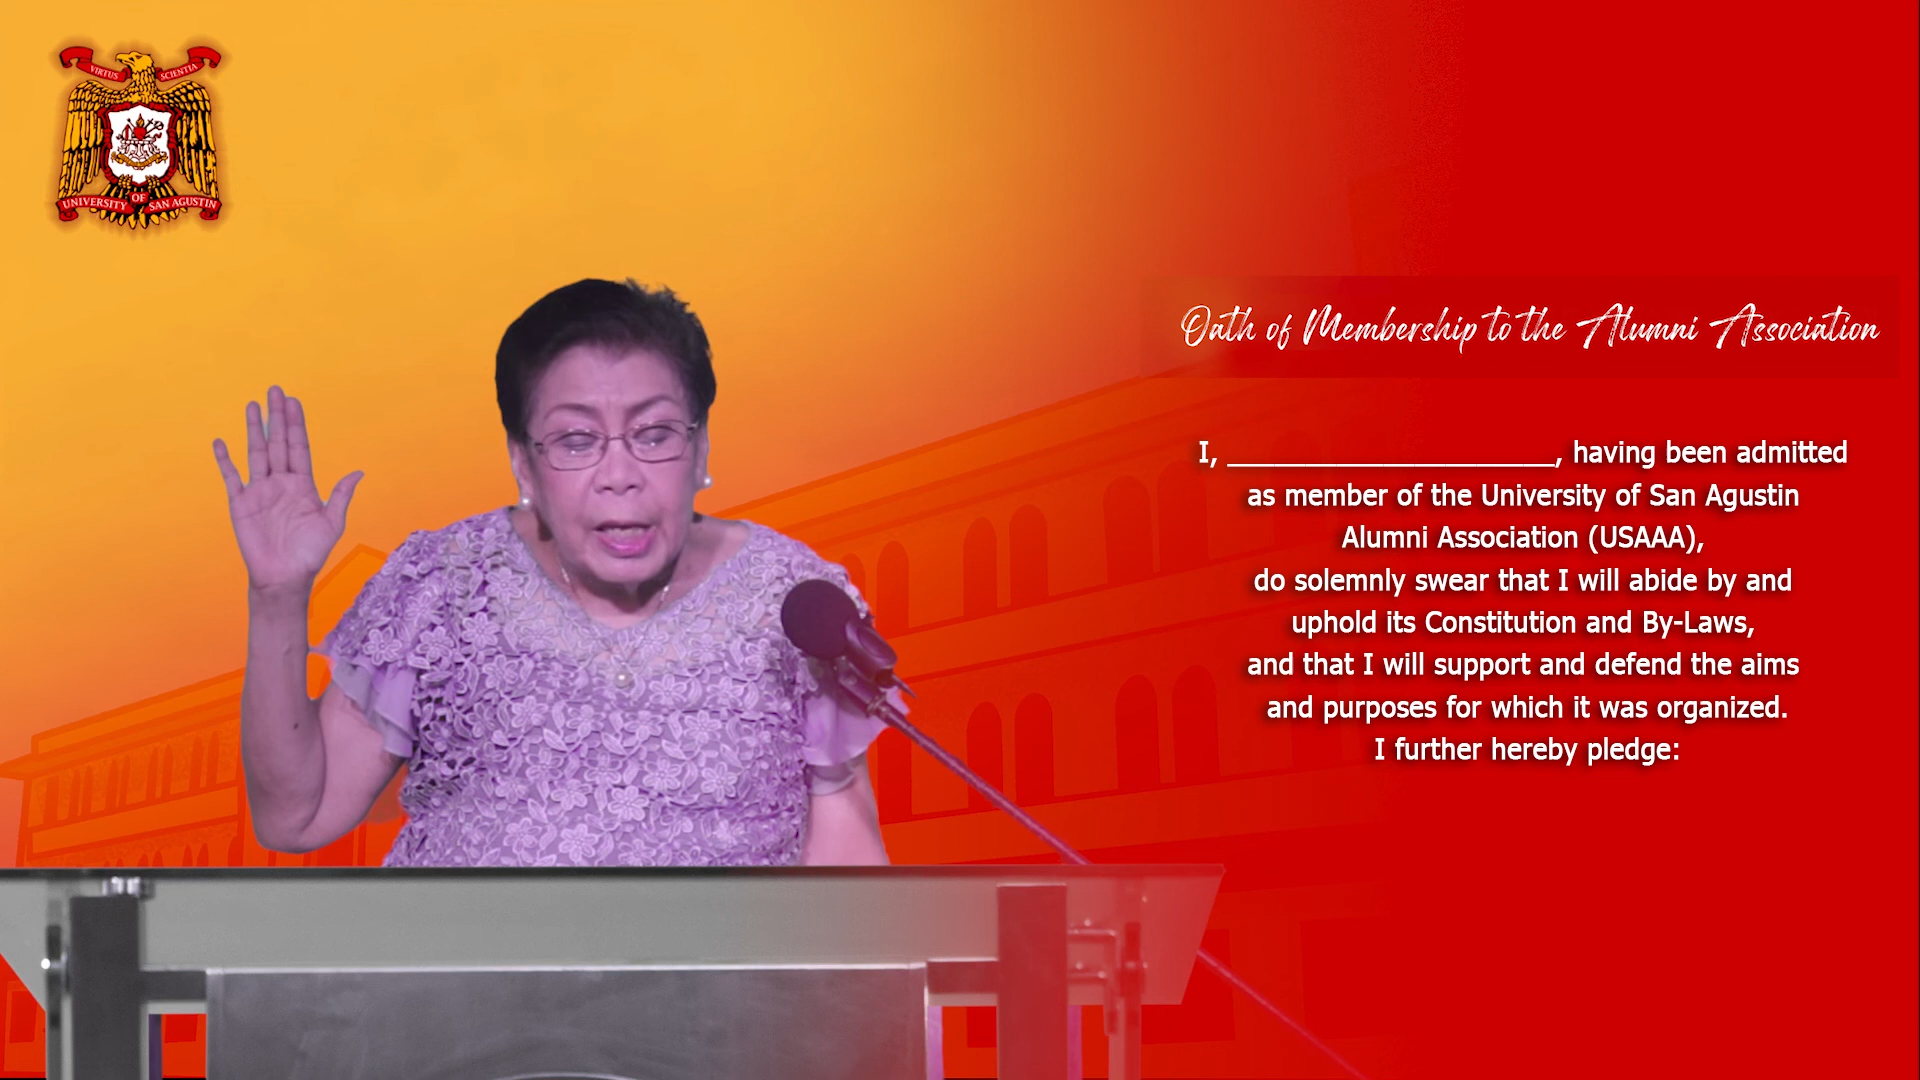 VIRTUS SCIENTIA
UNIVERSITY OF SAN AGUSTIN
Oath of Membership to the Alumni Association
I, _____________________, having been admitted
as member of the University of San Agustin
Alumni Association (USAAA),
do solemnly swear that I will abide by and
uphold its Constitution and By-Laws,
and that I will support and defend the aims
and purposes for which it was organized.
I further hereby pledge: